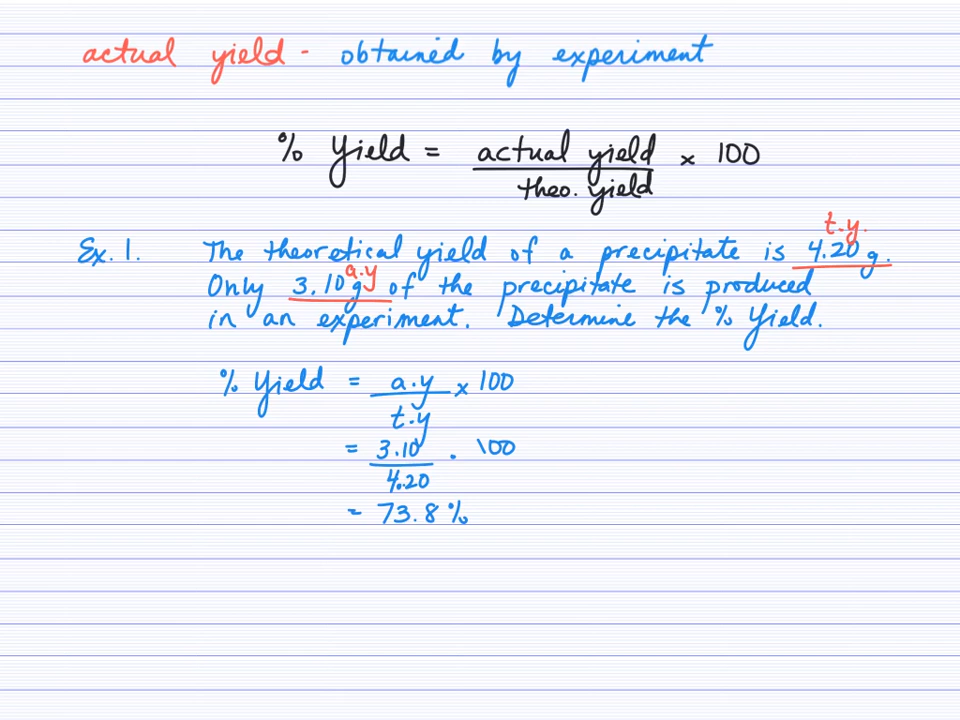 actual yield - obtained by experiment
% Yield = actual yield × 100
theo. yield
t.y.
Ex. 1. The theoretical yield of a precipitate is 4.20 g.
a.y
Only 3.10 g of the precipitate is produced
in an experiment. Determine the % Yield.
% Yield = a.y × 100
t.y
= 3.10 . 100
4.20
= 73.8 %